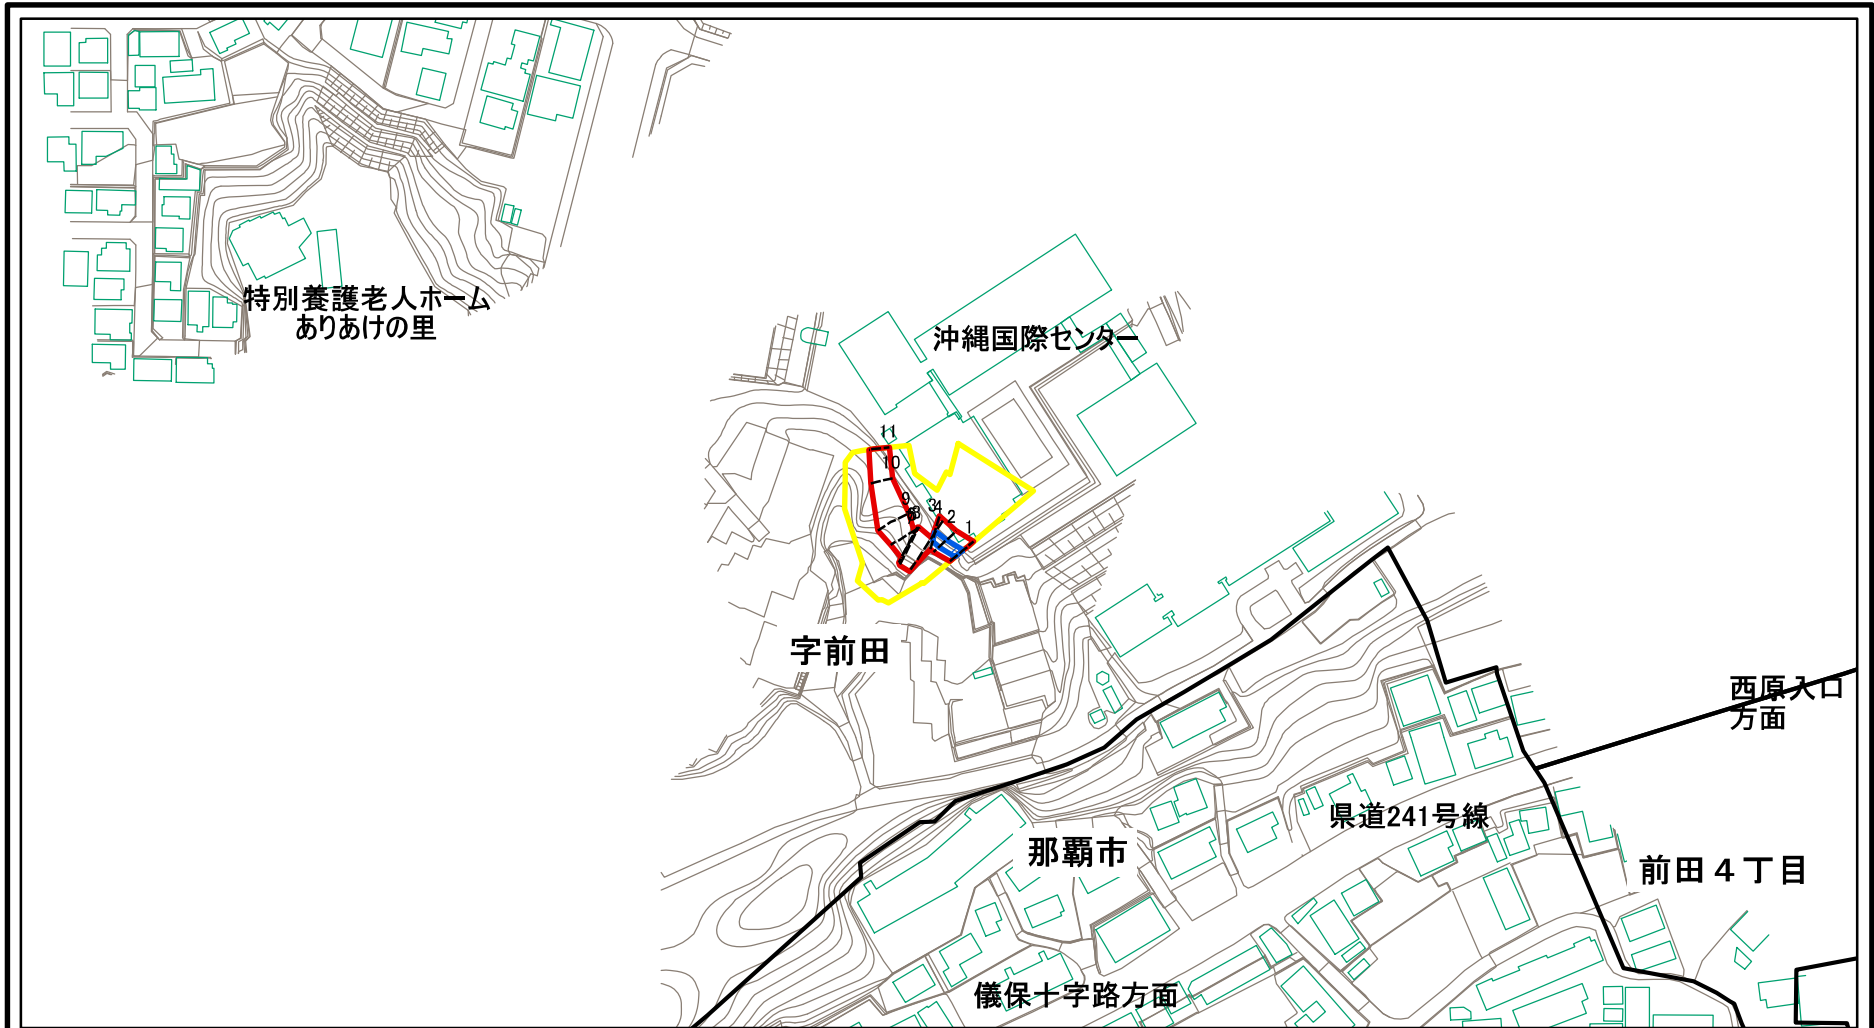 特別養護老人ホーム
ありあけの里
沖縄国際センター
11
10
9
8
3
4
2
1
字前田
西原入口
方面
県道241号線
那覇市
前田４丁目
儀保十字路方面